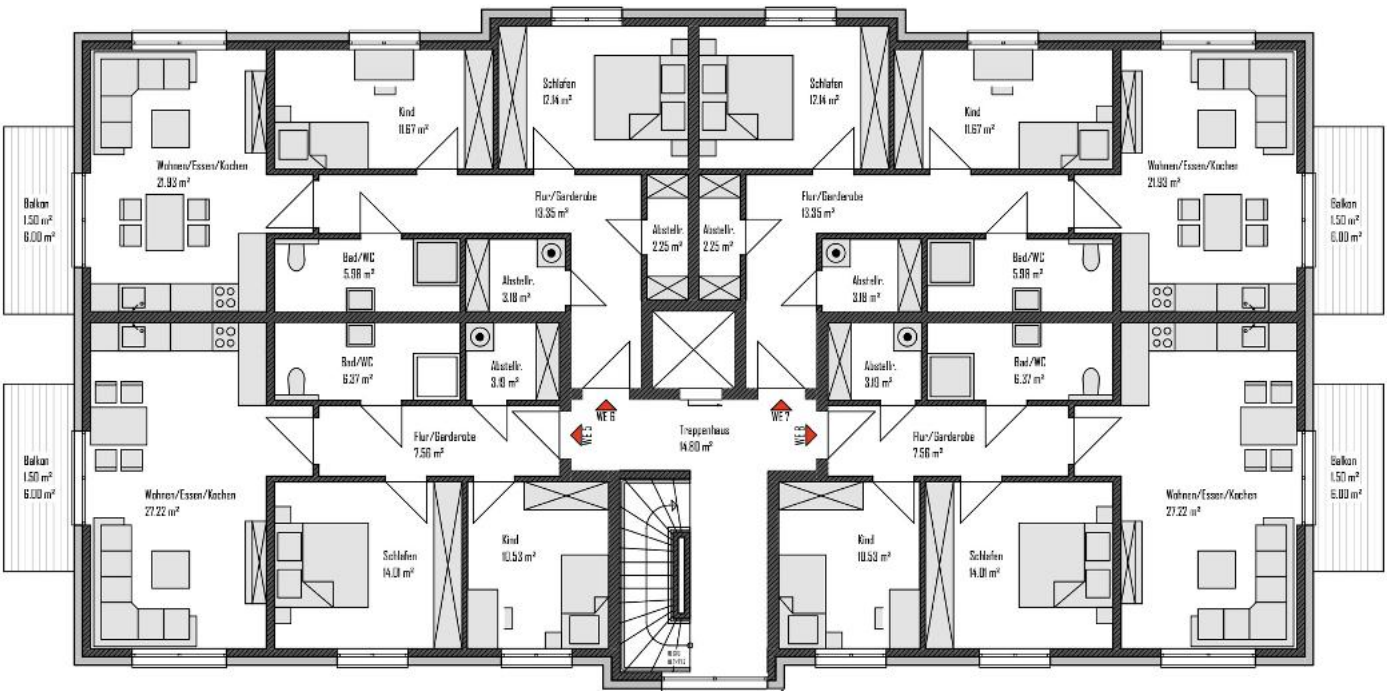 Schlafen
12.14 m²
Schlafen
12.14 m²
Kind
11.67 m²
Kind
11.67 m²
Wohnen/Essen/Kochen
21.93 m²
Wohnen/Essen/Kochen
21.93 m²
Balkon
1.50 m²
6.00 m²
Flur/Garderobe
13.35 m²
Flur/Garderobe
13.35 m²
Balkon
1.50 m²
6.00 m²
Abstellr.
2.25 m²
Abstellr.
2.25 m²
Bad/WC
5.98 m²
Abstellr.
3.18 m²
Abstellr.
3.18 m²
Bad/WC
5.98 m²
Bad/WC
6.37 m²
Abstellr.
3.19 m²
Abstellr.
3.10 m²
Bad/WC
6.37 m²
WE 6
WE 7
WE 5
WE 8
Treppenhaus
14.80 m²
Flur/Garderobe
7.56 m²
Flur/Garderobe
7.56 m²
Balkon
1.50 m²
6.00 m²
Balkon
1.50 m²
6.00 m²
Wohnen/Essen/Kochen
27.22 m²
Wohnen/Essen/Kochen
27.22 m²
Schlafen
14.01 m²
Kind
10.53 m²
Kind
10.53 m²
Schlafen
14.01 m²